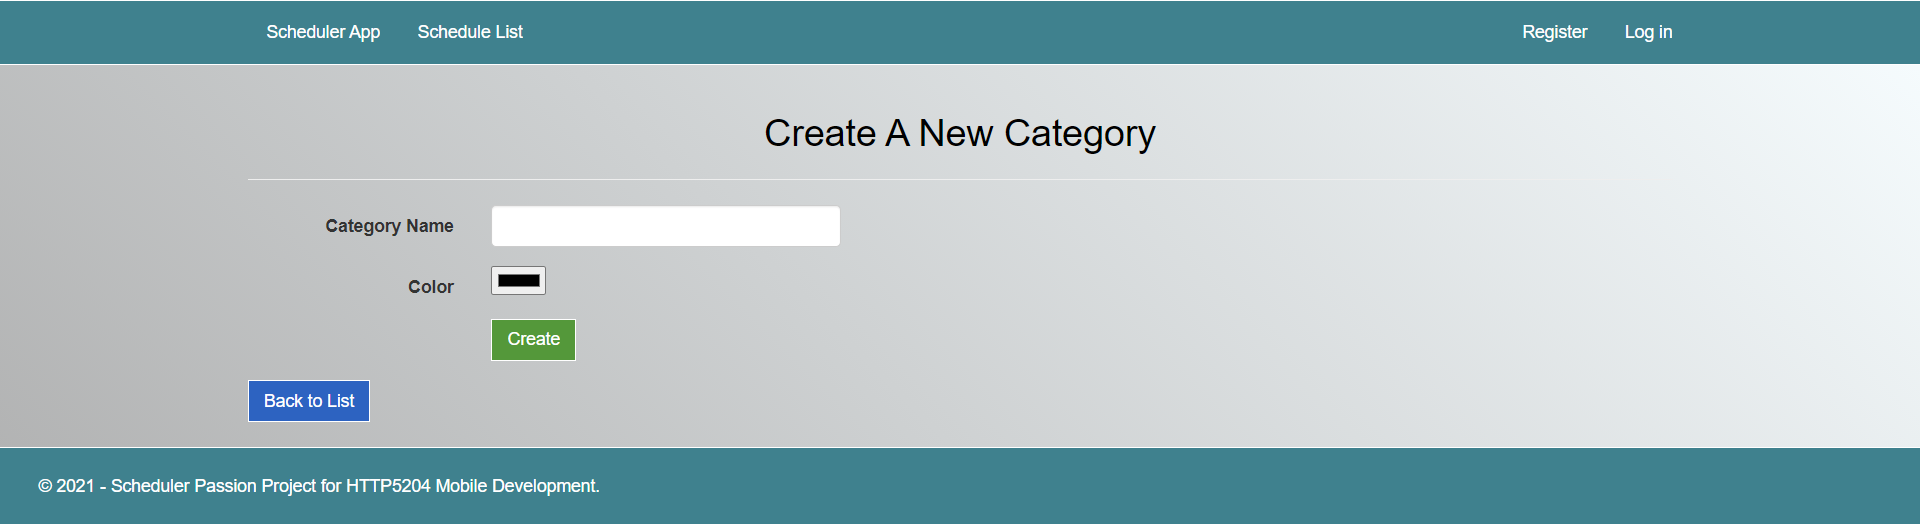 Scheduler App Schedule List Register Log in
Create A New Category
Category Name
Color
Create
Back to List
© 2021 - Scheduler Passion Project for HTTP5204 Mobile Development.